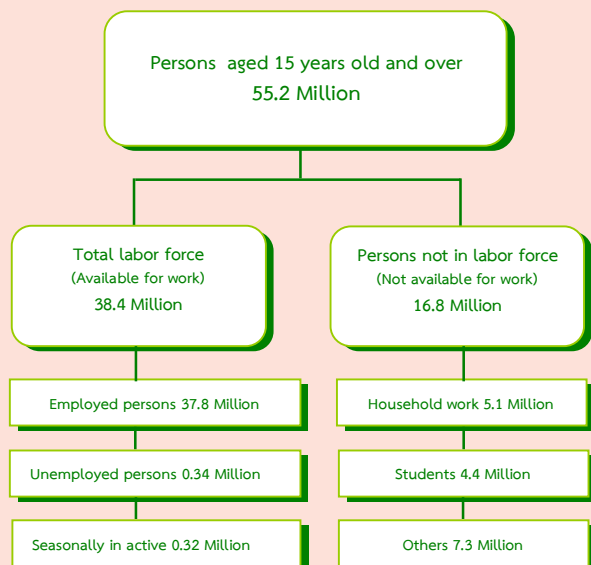 Persons aged 15 years old and over
55.2 Million
Total labor force
(Available for work)
38.4 Million
Persons not in labor force
(Not available for work)
16.8 Million
Employed persons 37.8 Million
Household work 5.1 Million
Unemployed persons 0.34 Million
Students 4.4 Million
Seasonally in active 0.32 Million
Others 7.3 Million